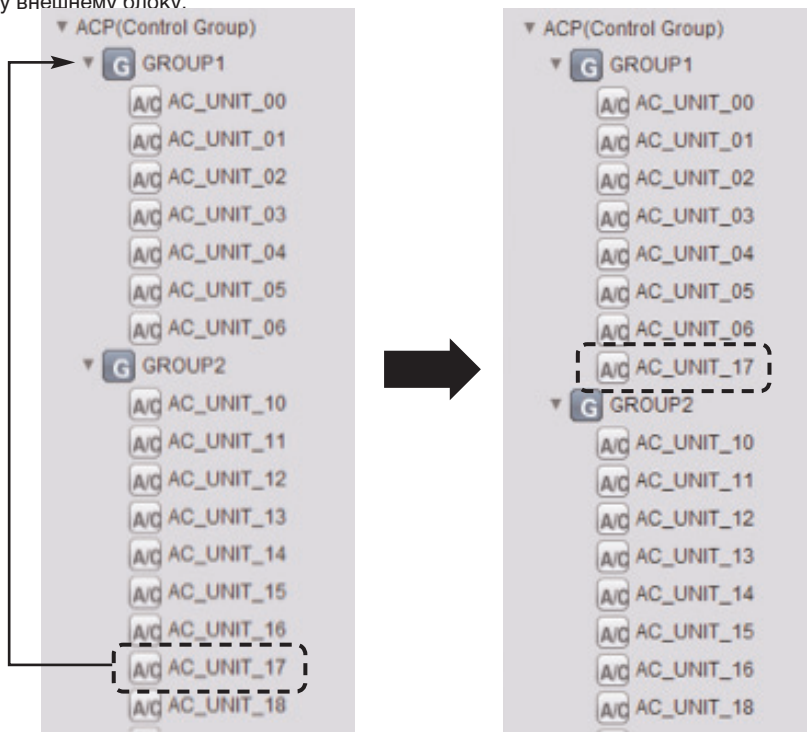 у внешнему блоку.
ACP(Control Group)
G GROUP1
A/C AC_UNIT_00
A/C AC_UNIT_01
A/C AC_UNIT_02
A/C AC_UNIT_03
A/C AC_UNIT_04
A/C AC_UNIT_05
A/C AC_UNIT_06
G GROUP2
A/C AC_UNIT_10
A/C AC_UNIT_11
A/C AC_UNIT_12
A/C AC_UNIT_13
A/C AC_UNIT_14
A/C AC_UNIT_15
A/C AC_UNIT_16
A/C AC_UNIT_17
A/C AC_UNIT_18
ACP(Control Group)
G GROUP1
A/C AC_UNIT_00
A/C AC_UNIT_01
A/C AC_UNIT_02
A/C AC_UNIT_03
A/C AC_UNIT_04
A/C AC_UNIT_05
A/C AC_UNIT_06
A/C AC_UNIT_17
G GROUP2
A/C AC_UNIT_10
A/C AC_UNIT_11
A/C AC_UNIT_12
A/C AC_UNIT_13
A/C AC_UNIT_14
A/C AC_UNIT_15
A/C AC_UNIT_16
A/C AC_UNIT_18